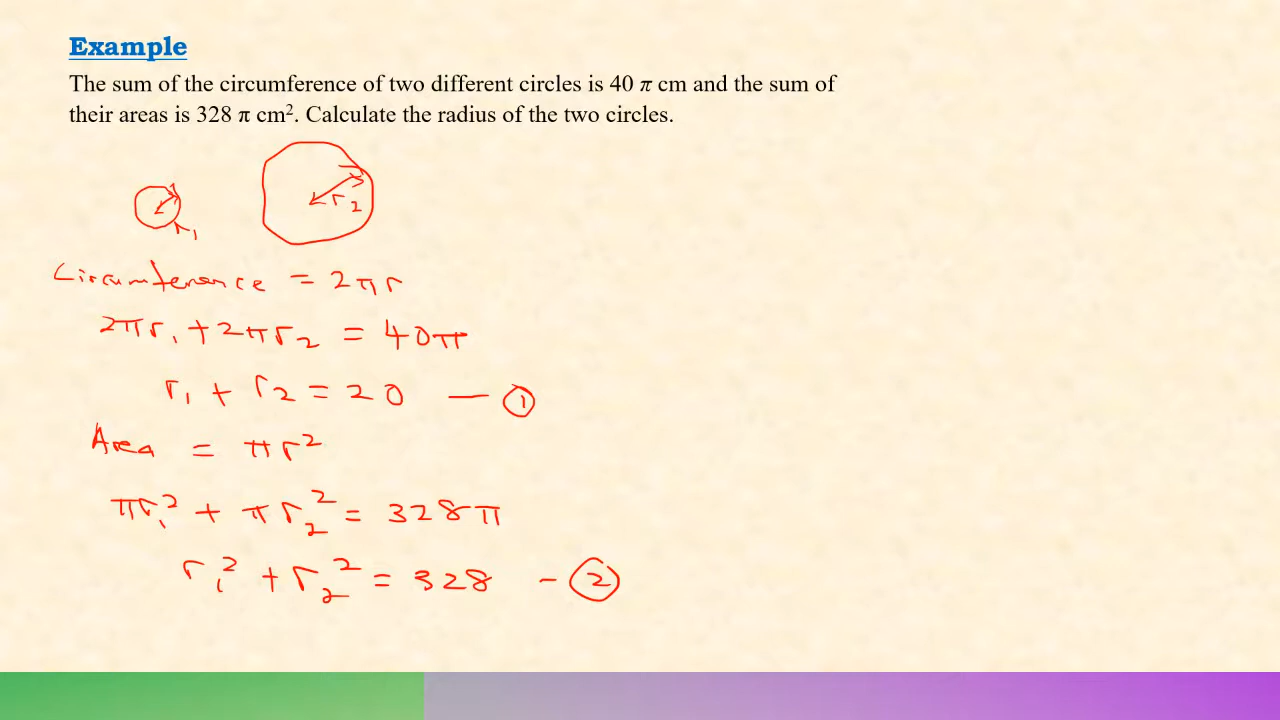 Example
The sum of the circumference of two different circles is 40 π cm and the sum of
their areas is 328 π cm². Calculate the radius of the two circles.
r₁
r₂
Circumference = 2πr
2πr₁ + 2πr₂ = 40π
r₁ + r₂ = 20 — ①
Area = πr²
πr₁² + πr₂² = 328π
r₁² + r₂² = 328 - ②